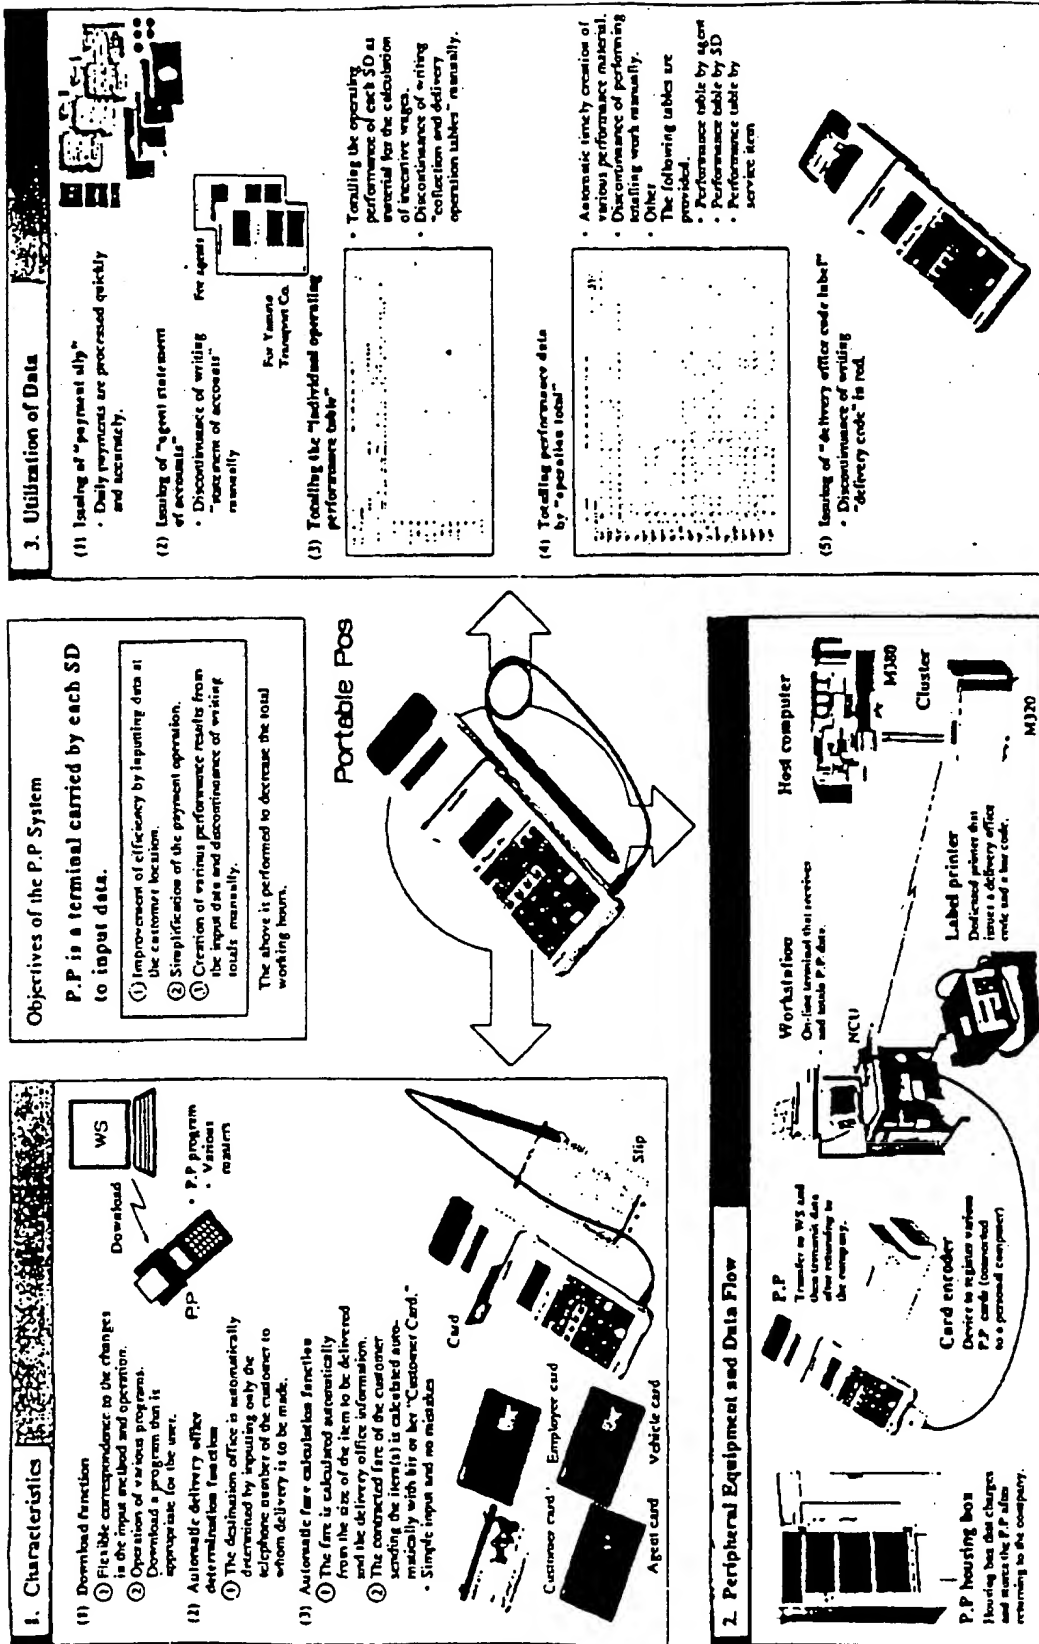 Objectives of the P.P System
P.P is a terminal carried by each SD
to input data.
① Improvement of efficiency by inputing data at
the customer location.
② Simplification of the payment operation.
③ Creation of various performance results from
the input data and discontinuance of writing
totals manually.
The above is performed to decrease the total
working hours.
Portable Pos
1. Characteristics
(1) Download function
① Flexible correspondence to the changes
in the input method and operation.
② Operation of various programs.
Download a program that is
appropriate for the user.
(2) Automatic delivery office
determination function
① The destination office is automatically
determined by inputing only the
telephone number of the customer to
whom delivery is to be made.
(3) Automatic fare calculation function
① The fare is calculated automatically
from the size of the item to be delivered
and the delivery office information.
② The contracted fare of the customer
sending the item(s) is calculated auto-
matically with his or her "Customer Card."
• Simple input and no mistakes
WS
Download
P.P
• P.P program
• Various
masters
Card
Slip
Customer card
Employee card
Agent card
Vehicle card
2. Peripheral Equipment and Data Flow
P.P housing box
Housing box that charges
and stores the P.P after
returning to the company.
P.P
Transfer to WS and
then transmit data
after returning to
the company.
Card encoder
Device to register various
P.P cards (connected
to a personal computer)
Workstation
On-line terminal that receives
and totals P.P data.
NCU
Label printer
Dedicated printer that
issues a delivery office
code and a bar code.
Host computer
M380
Cluster
M320
3. Utilization of Data
(1) Issuing of "payment slip"
• Daily payments are processed quickly
and accurately.
(2) Issuing of "agent statement
of accounts"
• Discontinuance of writing
"statement of accounts"
manually
For agents
For Yamato
Transport Co.
(3) Totalling the "individual operating
performance table"
• Totalling the operating
performance of each SD as
material for the calculation
of incentive wages.
• Discontinuance of writing
"collection and delivery
operation tables" manually.
(4) Totalling performance data
by "operation total"
• Automatic timely creation of
various performance material.
• Discontinuance of performing
totalling work manually.
• Other
The following tables are
provided.
• Performance table by agent
• Performance table by SD
• Performance table by
service item
(5) Issuing of "delivery office code label"
• Discontinuance of writing
"delivery code" in red.